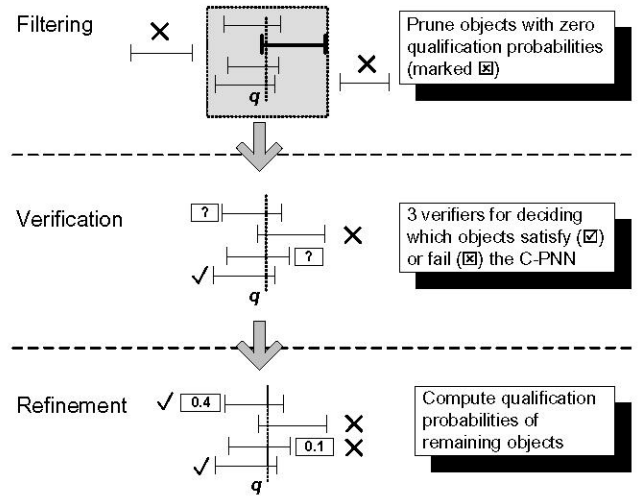 Filtering
Prune objects with zero
qualification probabilities
(marked ☒)
q
Verification
?
?
3 verifiers for deciding
which objects satisfy (☑)
or fail (☒) the C-PNN
q
Refinement
0.4
0.1
Compute qualification
probabilities of
remaining objects
q